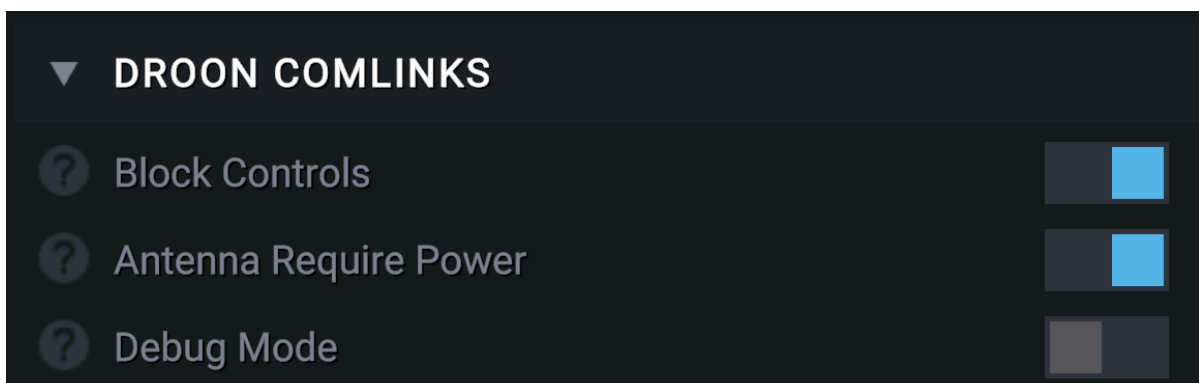 DROON COMLINKS
? Block Controls
? Antenna Require Power
? Debug Mode